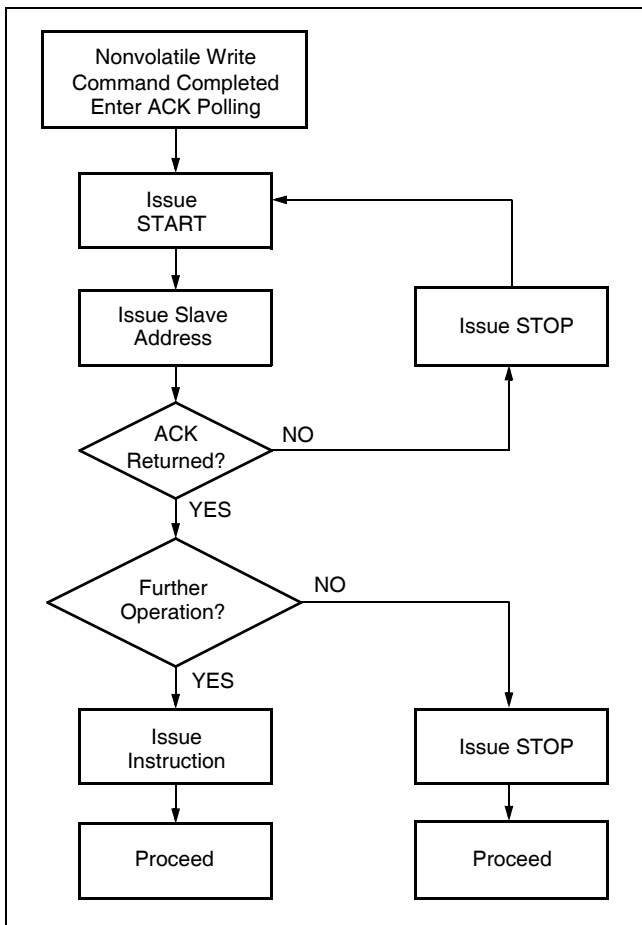 Nonvolatile Write
Command Completed
Enter ACK Polling
Issue
START
Issue Slave
Address
Issue STOP
ACK
Returned?
NO
YES
Further
Operation?
NO
YES
Issue
Instruction
Issue STOP
Proceed
Proceed